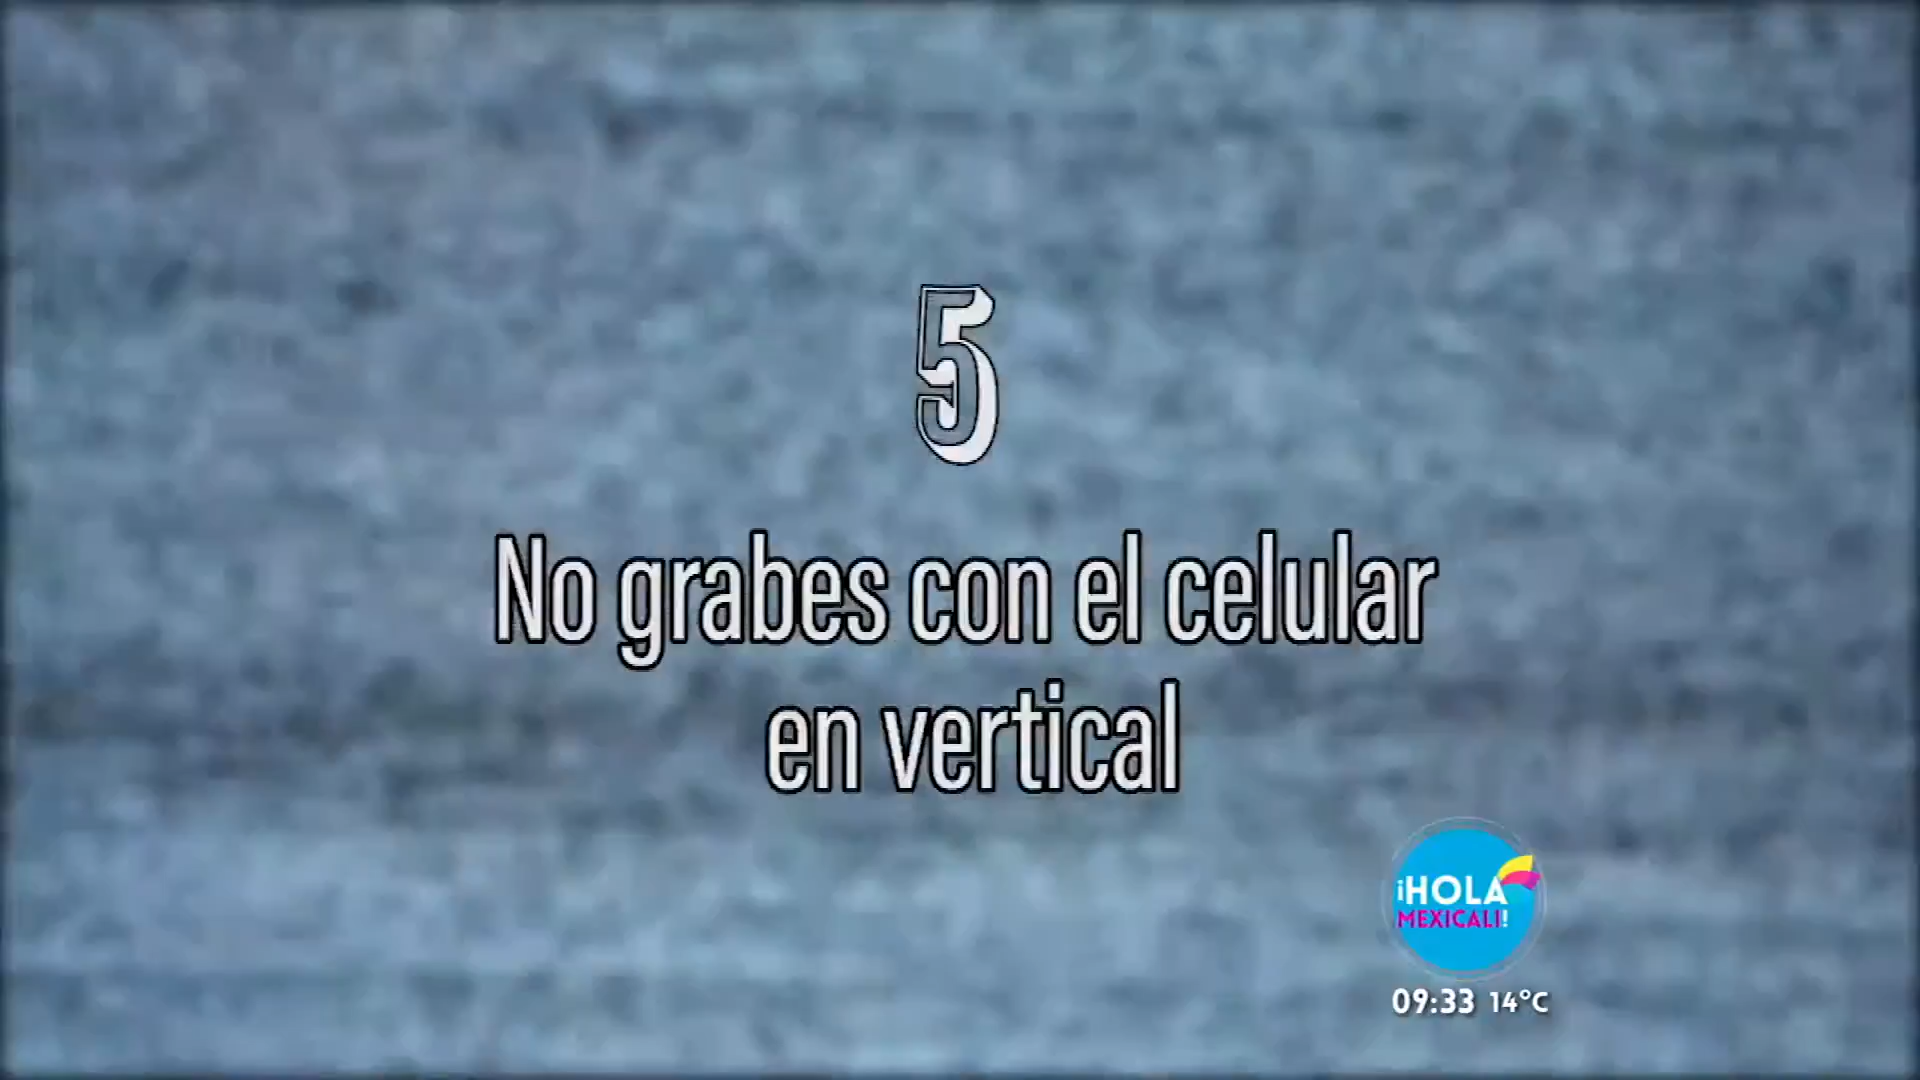 5
No grabes con el celular
en vertical
¡HOLA
MEXICALI!
09:33 14°C